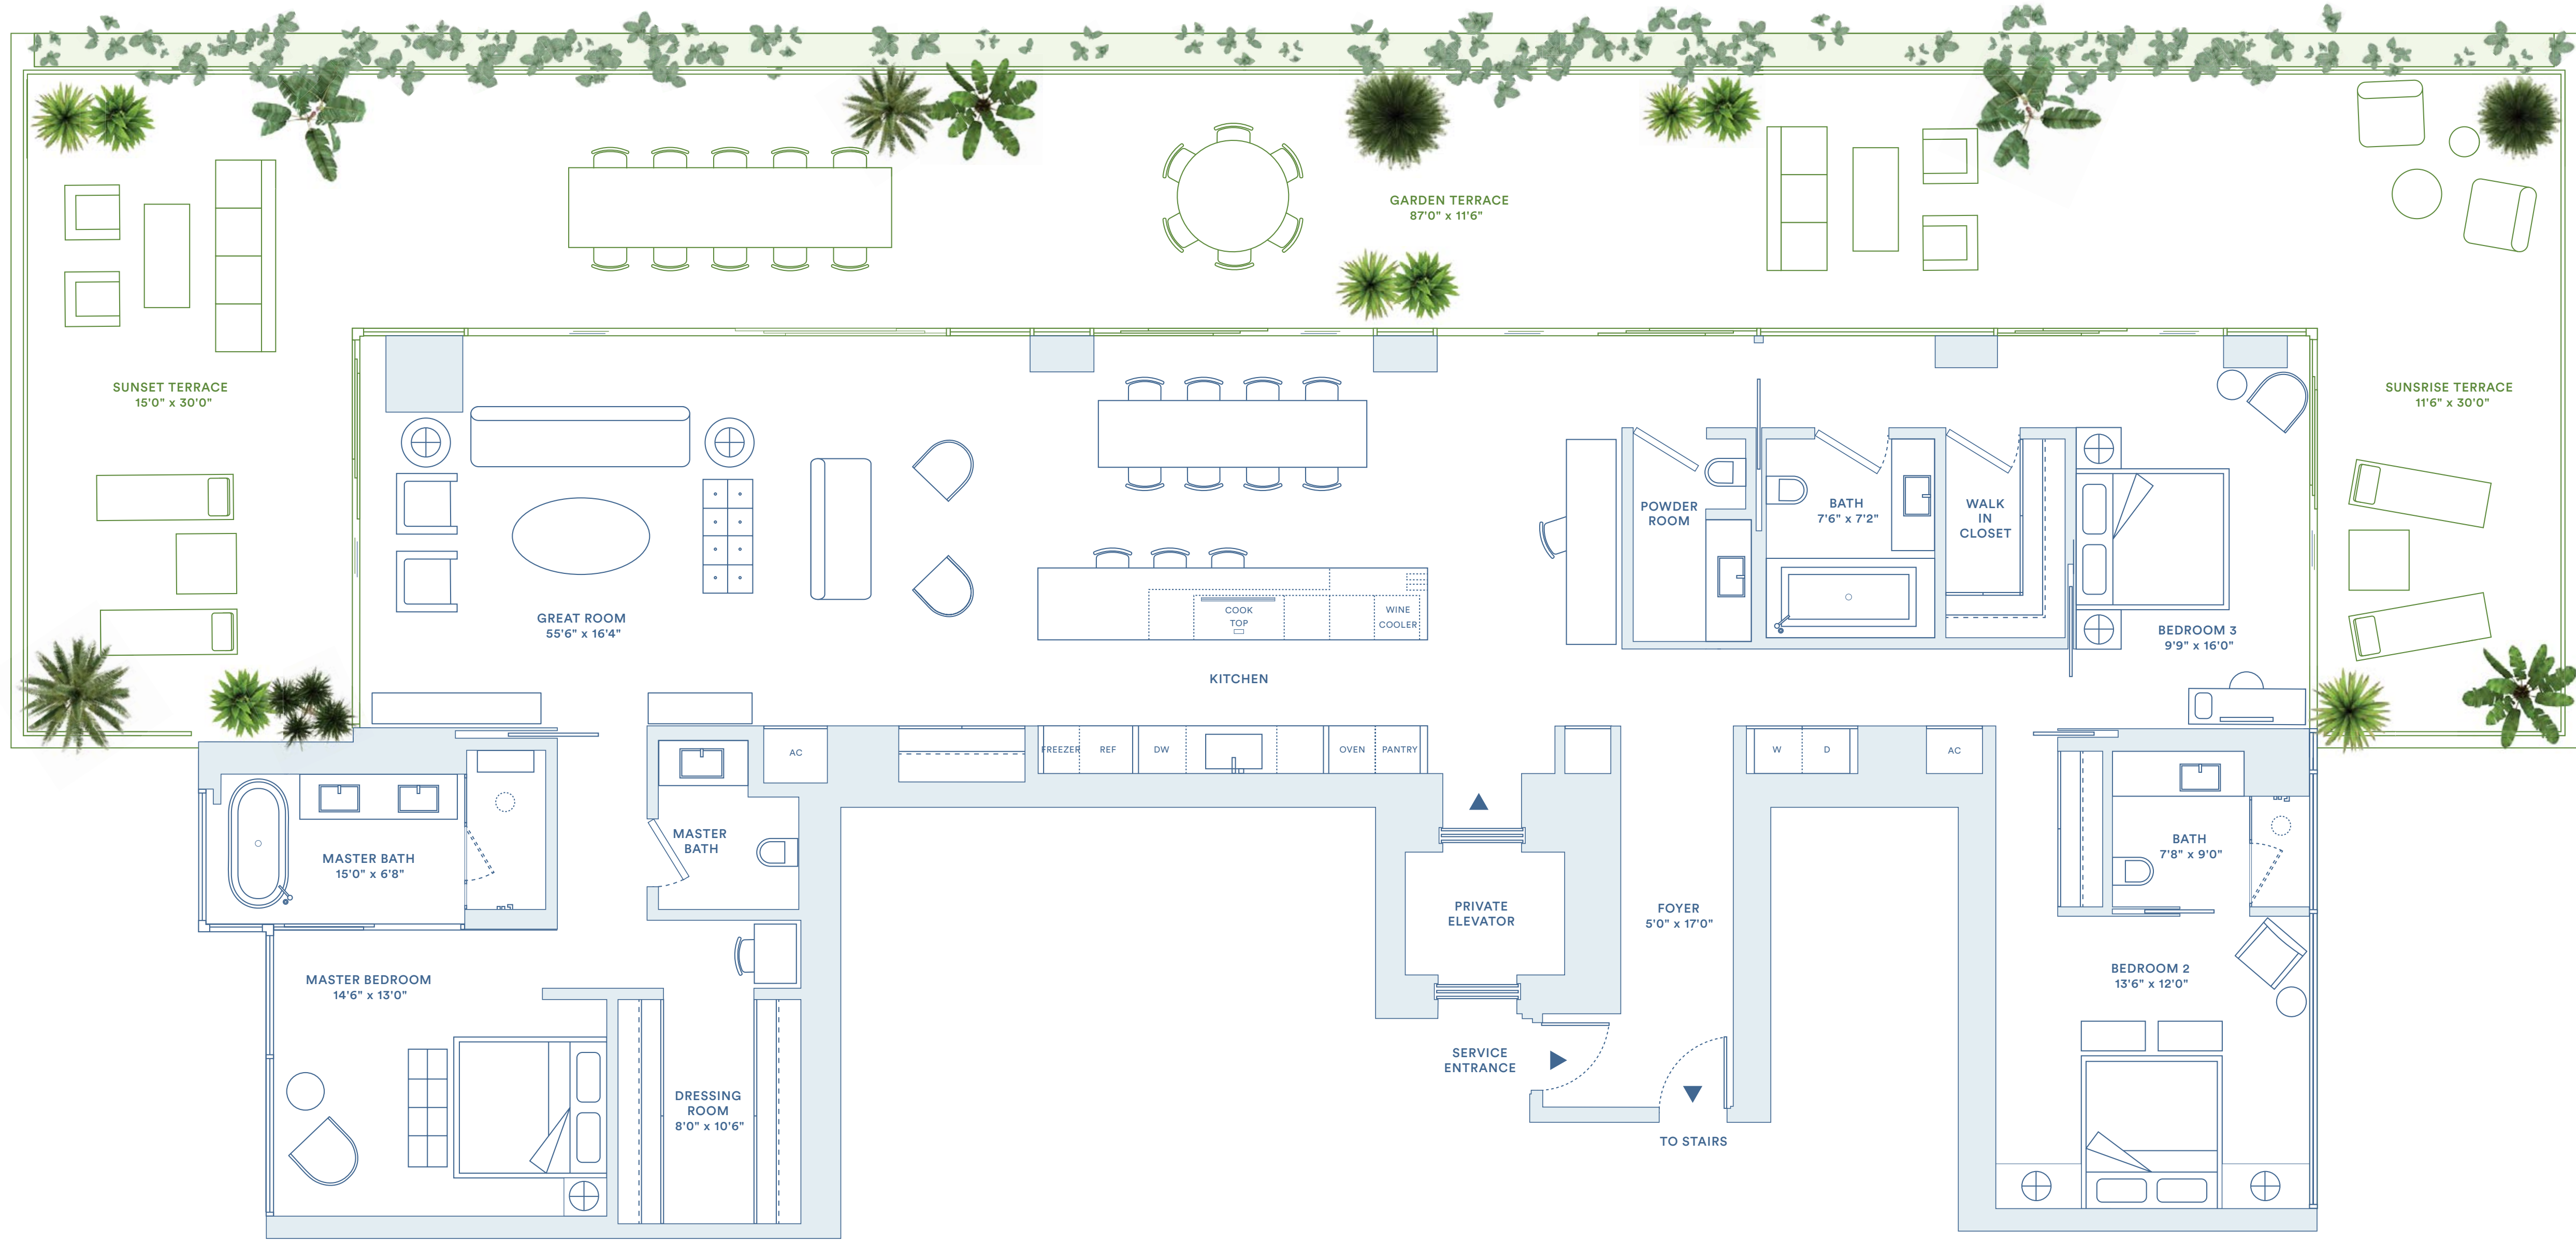 GARDEN TERRACE
87'0" x 11'6"
SUNSET TERRACE
15'0" x 30'0"
SUNSRISE TERRACE
11'6" x 30'0"
POWDER
ROOM
BATH
7'6" x 7'2"
WALK
IN
CLOSET
GREAT ROOM
55'6" x 16'4"
COOK
TOP
WINE
COOLER
BEDROOM 3
9'9" x 16'0"
KITCHEN
AC
FREEZER
REF
DW
OVEN
PANTRY
W
D
AC
MASTER
BATH
MASTER BATH
15'0" x 6'8"
BATH
7'8" x 9'0"
PRIVATE
ELEVATOR
FOYER
5'0" x 17'0"
MASTER BEDROOM
14'6" x 13'0"
BEDROOM 2
13'6" x 12'0"
SERVICE
ENTRANCE
DRESSING
ROOM
8'0" x 10'6"
TO STAIRS